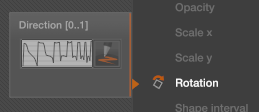 Opacity
Direction [0..1]
Scale x
Scale y
Rotation
Shape interval